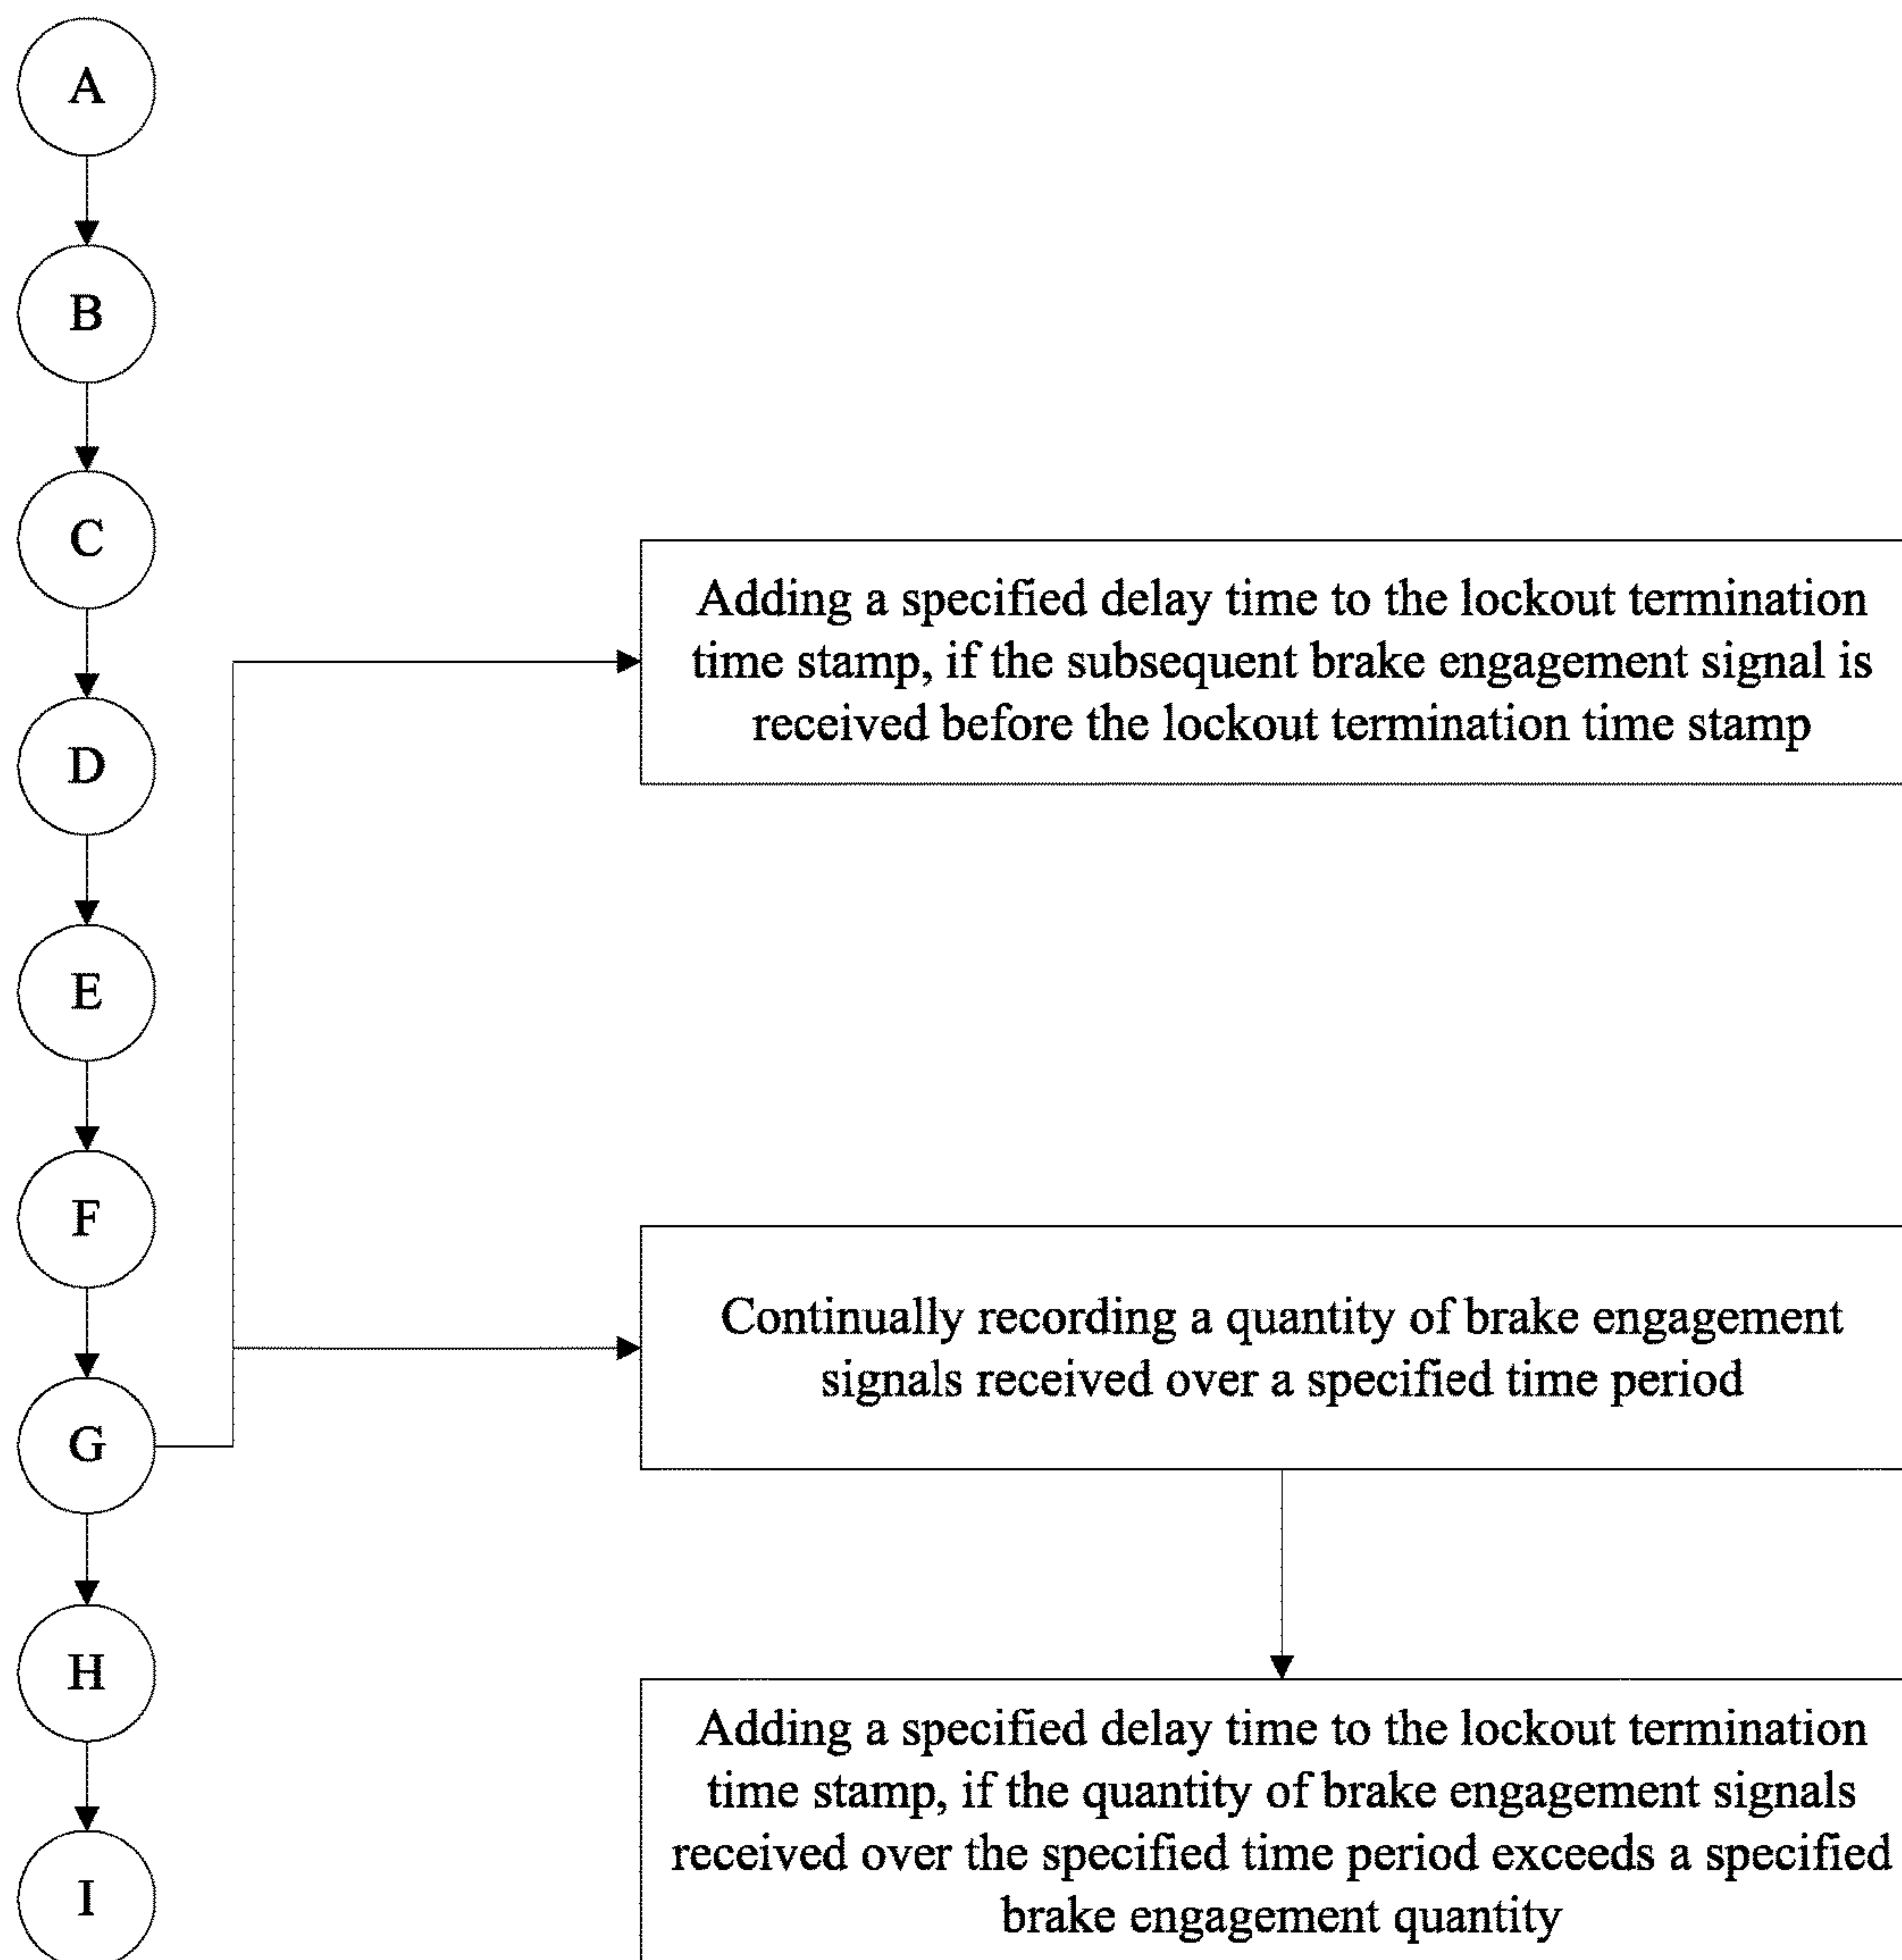 A
B
C
D
E
F
G
H
I
Adding a specified delay time to the lockout termination
time stamp, if the subsequent brake engagement signal is
received before the lockout termination time stamp
Continually recording a quantity of brake engagement
signals received over a specified time period
Adding a specified delay time to the lockout termination
time stamp, if the quantity of brake engagement signals
received over the specified time period exceeds a specified
brake engagement quantity